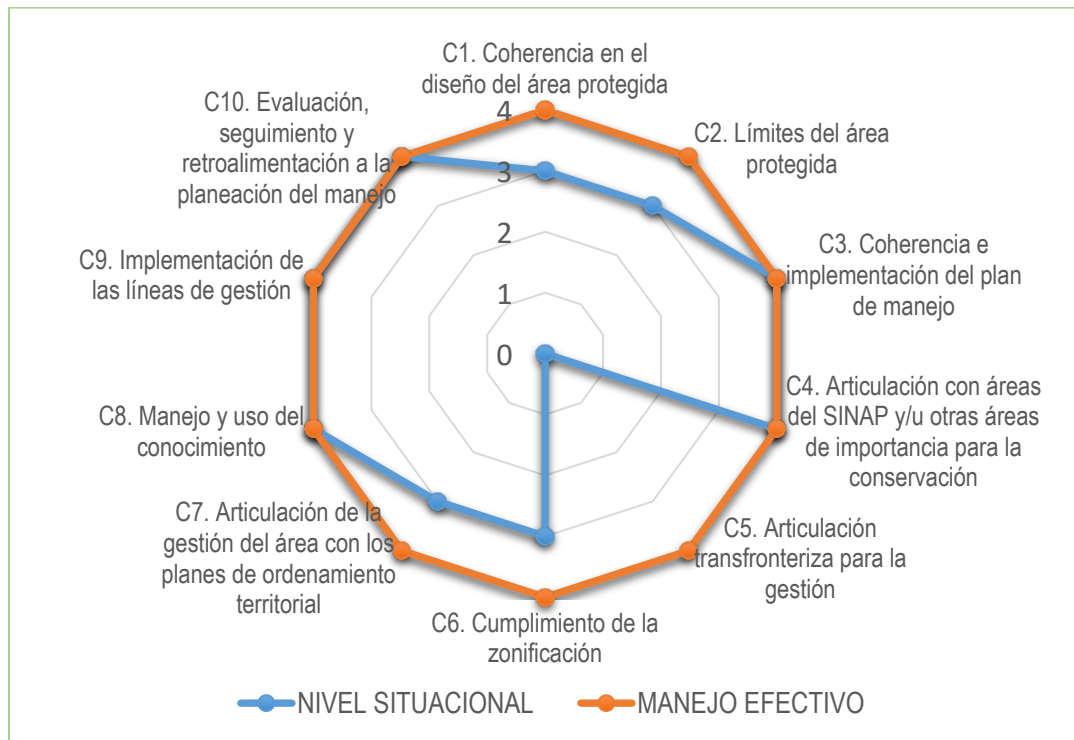 C1. Coherencia en el
diseño del área protegida
C2. Límites del área
protegida
C3. Coherencia e
implementación del plan
de manejo
C4. Articulación con áreas
del SINAP y/u otras áreas
de importancia para la
conservación
C5. Articulación
transfronteriza para la
gestión
C6. Cumplimiento de la
zonificación
C7. Articulación de la
gestión del área con los
planes de ordenamiento
territorial
C8. Manejo y uso del
conocimiento
C9. Implementación de
las líneas de gestión
C10. Evaluación,
seguimiento y
retroalimentación a la
planeación del manejo
4
3
2
1
0
NIVEL SITUACIONAL
MANEJO EFECTIVO